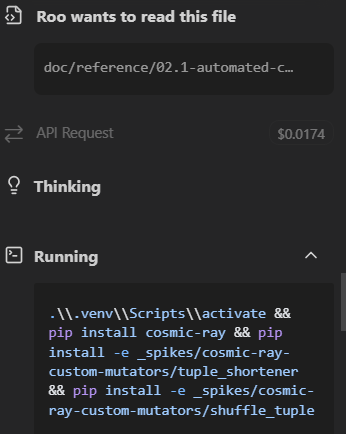 Roo wants to read this file
doc/reference/02.1-automated-c…
API Request
$0.0174
Thinking
Running
.\\.venv\\Scripts\\activate &&
pip install cosmic-ray && pip
install -e _spikes/cosmic-ray-
custom-mutators/tuple_shortener
&& pip install -e _spikes/cosmic-
ray-custom-mutators/shuffle_tuple